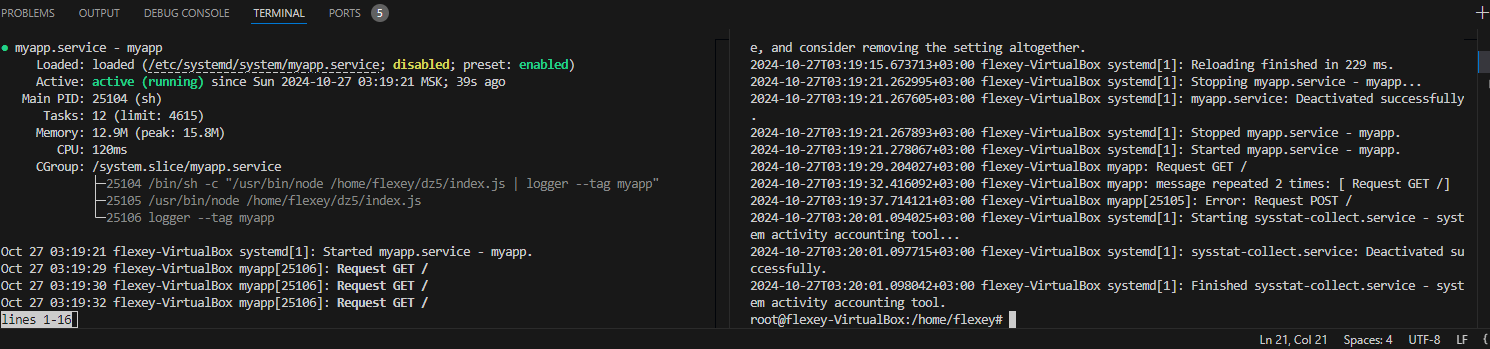 PROBLEMS OUTPUT DEBUG CONSOLE TERMINAL PORTS 5
● myapp.service - myapp
Loaded: loaded (/etc/systemd/system/myapp.service; disabled; preset: enabled)
Active: active (running) since Sun 2024-10-27 03:19:21 MSK; 39s ago
Main PID: 25104 (sh)
Tasks: 12 (limit: 4615)
Memory: 12.9M (peak: 15.8M)
CPU: 120ms
CGroup: /system.slice/myapp.service
├─25104 /bin/sh -c "/usr/bin/node /home/flexey/dz5/index.js | logger --tag myapp"
├─25105 /usr/bin/node /home/flexey/dz5/index.js
└─25106 logger --tag myapp
Oct 27 03:19:21 flexey-VirtualBox systemd[1]: Started myapp.service - myapp.
Oct 27 03:19:29 flexey-VirtualBox myapp[25106]: Request GET /
Oct 27 03:19:30 flexey-VirtualBox myapp[25106]: Request GET /
Oct 27 03:19:32 flexey-VirtualBox myapp[25106]: Request GET /
lines 1-16
e, and consider removing the setting altogether.
2024-10-27T03:19:15.673713+03:00 flexey-VirtualBox systemd[1]: Reloading finished in 229 ms.
2024-10-27T03:19:21.262995+03:00 flexey-VirtualBox systemd[1]: Stopping myapp.service - myapp...
2024-10-27T03:19:21.267605+03:00 flexey-VirtualBox systemd[1]: myapp.service: Deactivated successfully
.
2024-10-27T03:19:21.267893+03:00 flexey-VirtualBox systemd[1]: Stopped myapp.service - myapp.
2024-10-27T03:19:21.278067+03:00 flexey-VirtualBox systemd[1]: Started myapp.service - myapp.
2024-10-27T03:19:29.204027+03:00 flexey-VirtualBox myapp: Request GET /
2024-10-27T03:19:32.416092+03:00 flexey-VirtualBox myapp: message repeated 2 times: [ Request GET /]
2024-10-27T03:19:37.714121+03:00 flexey-VirtualBox myapp[25105]: Error: Request POST /
2024-10-27T03:20:01.094025+03:00 flexey-VirtualBox systemd[1]: Starting sysstat-collect.service - syst
em activity accounting tool...
2024-10-27T03:20:01.097715+03:00 flexey-VirtualBox systemd[1]: sysstat-collect.service: Deactivated su
ccessfully.
2024-10-27T03:20:01.098042+03:00 flexey-VirtualBox systemd[1]: Finished sysstat-collect.service - syst
em activity accounting tool.
root@flexey-VirtualBox:/home/flexey#
Ln 21, Col 21 Spaces: 4 UTF-8 LF {